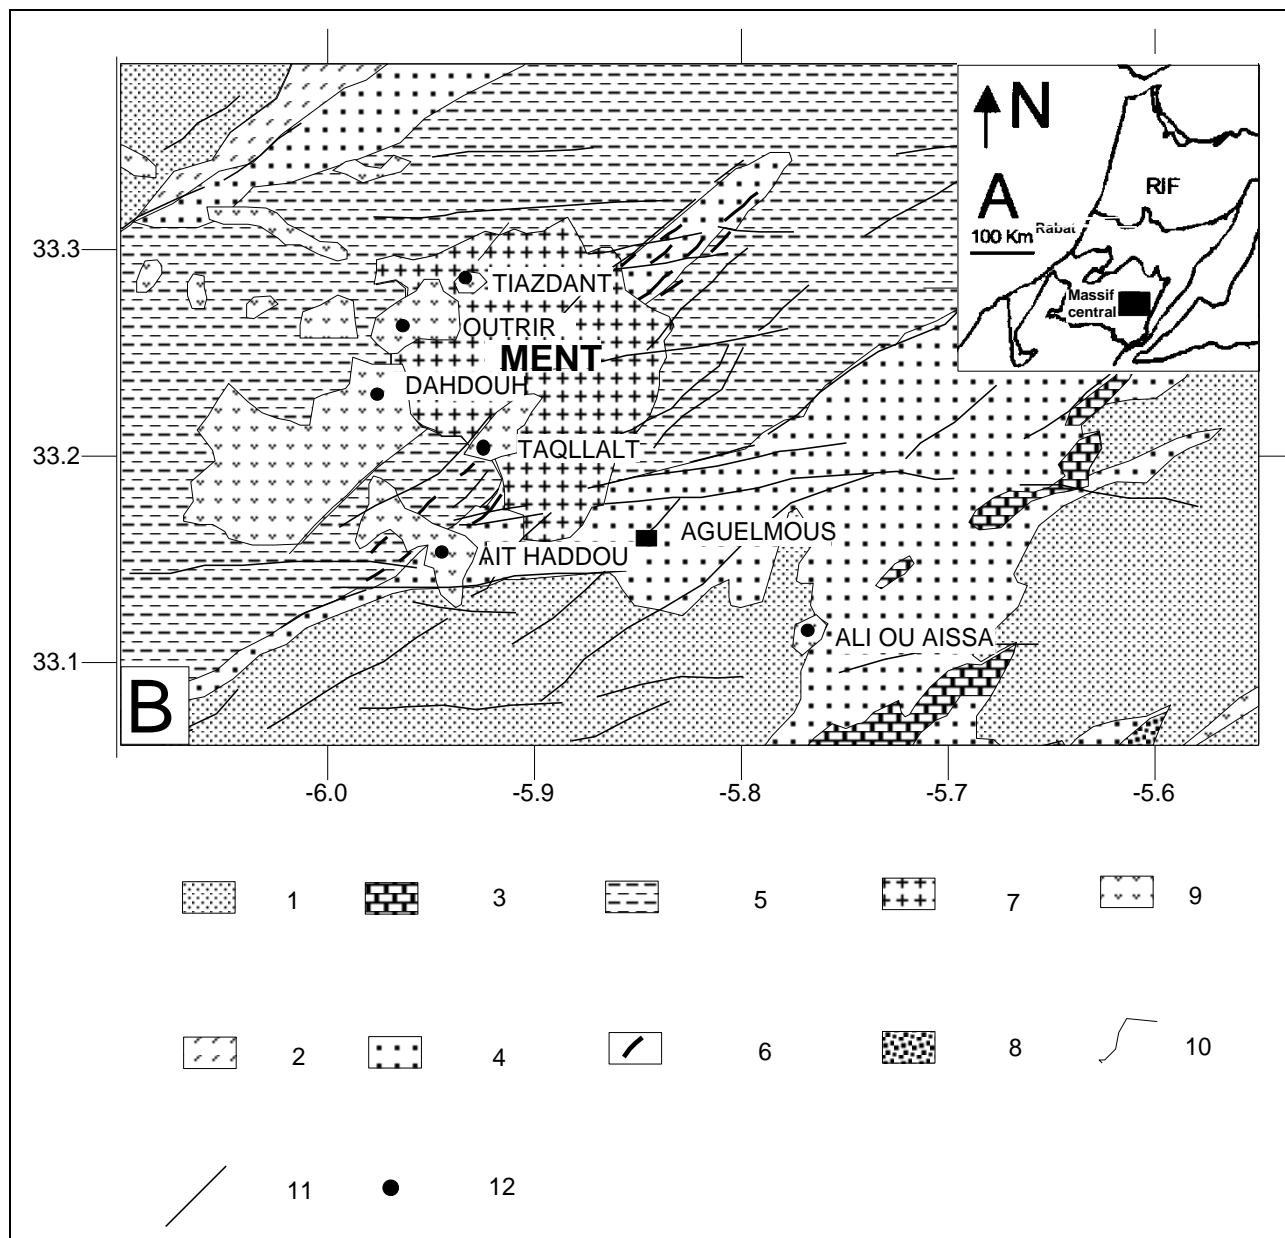 N
A
RIF
100 Km
Rabat
Massif
central
33.3
33.2
33.1
TIAZDANT
OUTRIR
MENT
DAHDOUH
TAQLLALT
AGUELMOUS
AIT HADDOU
ALI OU AISSA
B
-6.0
-5.9
-5.8
-5.7
-5.6
1
3
5
7
9
2
4
6
8
10
11
12